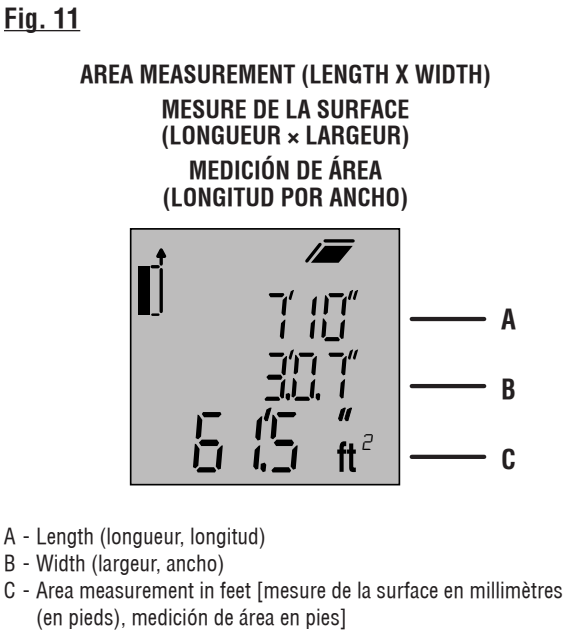 Fig. 11
AREA MEASUREMENT (LENGTH X WIDTH)
MESURE DE LA SURFACE
(LONGUEUR × LARGEUR)
MEDICIÓN DE ÁREA
(LONGITUD POR ANCHO)
7'10"
A
3'0.7"
B
61'.5" ft²
C
A - Length (longueur, longitud)
B - Width (largeur, ancho)
C - Area measurement in feet [mesure de la surface en millimètres
(en pieds), medición de área en pies]